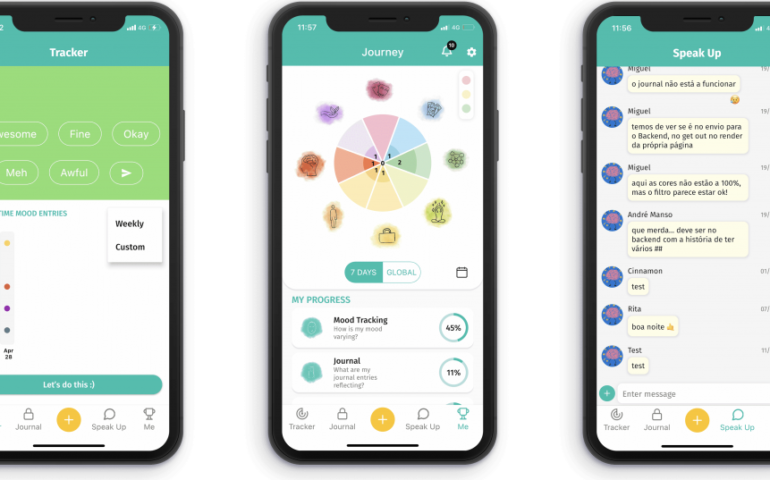 2
4G
Tracker
wesome
Fine
Okay
Meh
Awful
TIME MOOD ENTRIES
Weekly
Custom
Apr
28
Let's do this :)
Journal
+
Speak Up
Me
11:57
4G
Journey
10
1
1
1
0
2
1
1
7 DAYS
GLOBAL
MY PROGRESS
Mood Tracking
How is my mood
varying?
45%
Journal
What are my
journal entries
reflecting?
11%
Tracker
Journal
+
Speak Up
Me
11:56
Speak Up
Miguel
19/
o journal não está a funcionar
Miguel
19/
temos de ver se é no envio para
o Backend, no get out no render
da própria página
Miguel
19/
aqui as cores não estão a 100%,
mas o filtro parece estar ok!
André Manso
19/
que merda... deve ser no
backend com a história de ter
vários ##
Cinnamon
01/
test
Rita
07/
boa noite
Test
11/
test
+
Enter message
Tracker
Journal
+
Speak Up